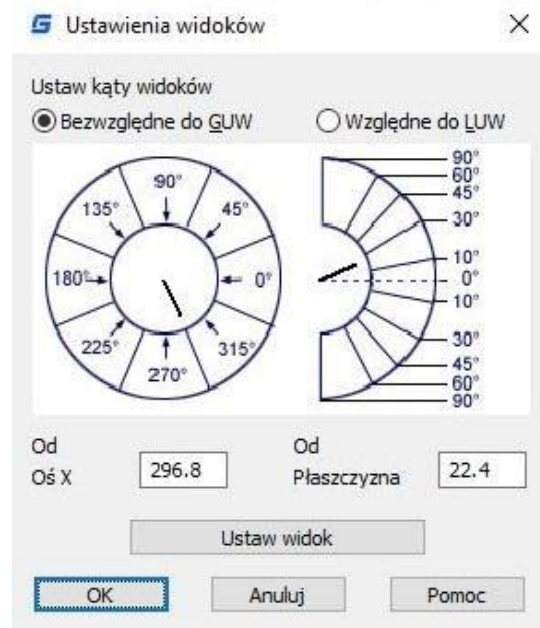 Ustawienia widoków
Ustaw kąty widoków
Bezwzględne do GUW
Względne do LUW
90°
135°
45°
180°
0°
225°
315°
270°
90°
60°
45°
30°
10°
0°
10°
30°
45°
60°
90°
Od
Oś X
296.8
Od
Płaszczyzna
22.4
Ustaw widok
OK
Anuluj
Pomoc